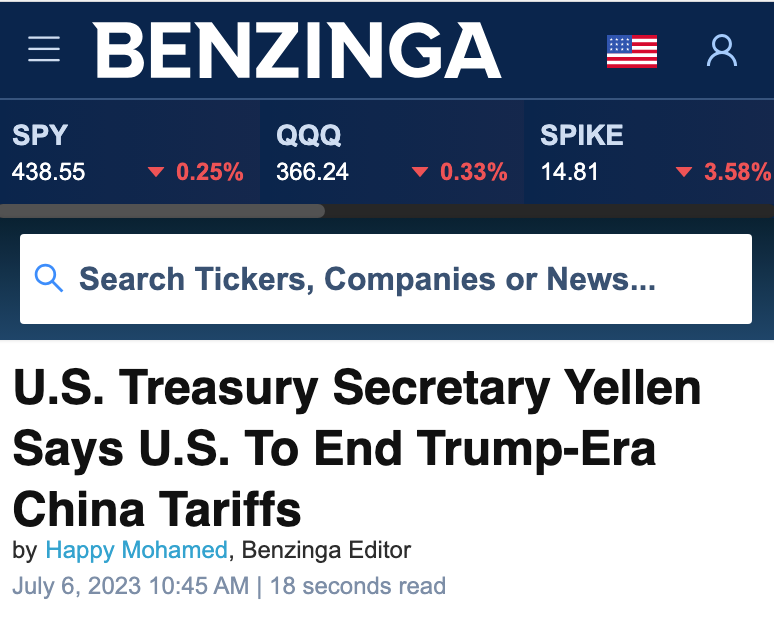 BENZINGA
SPY
438.55 ▼ 0.25%
QQQ
366.24 ▼ 0.33%
SPIKE
14.81 ▼ 3.58%
Search Tickers, Companies or News...
U.S. Treasury Secretary Yellen
Says U.S. To End Trump-Era
China Tariffs
by Happy Mohamed, Benzinga Editor
July 6, 2023 10:45 AM | 18 seconds read